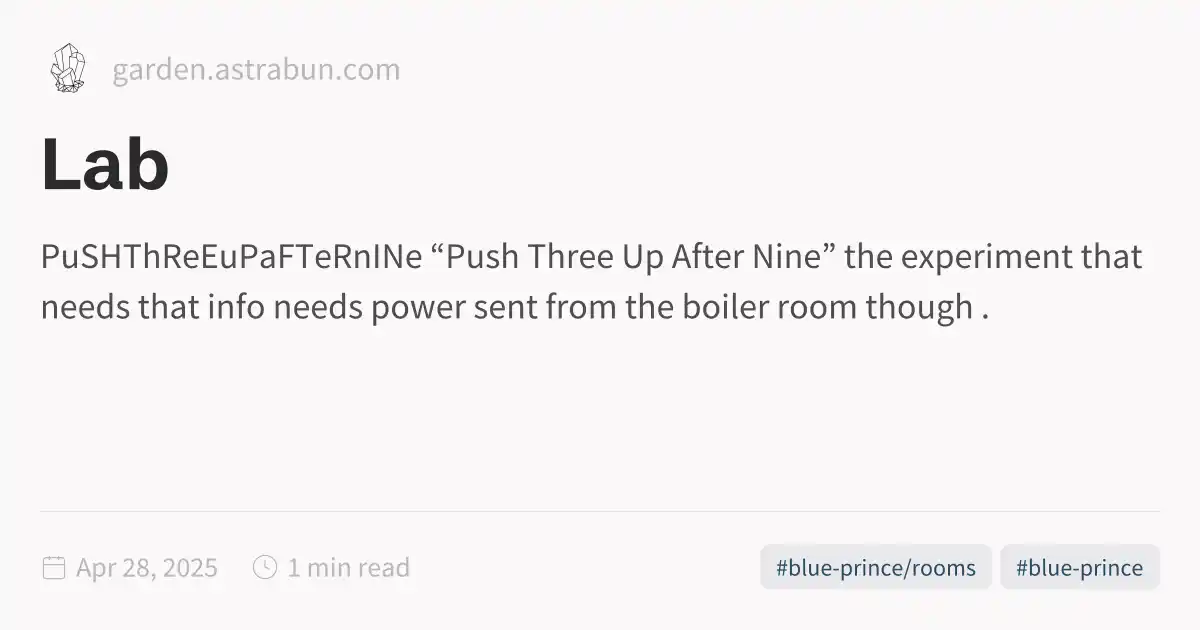 garden.astrabun.com
Lab
PuSHThReEuPaFTeRnINe “Push Three Up After Nine” the experiment that
needs that info needs power sent from the boiler room though .
Apr 28, 2025 1 min read #blue-prince/rooms #blue-prince